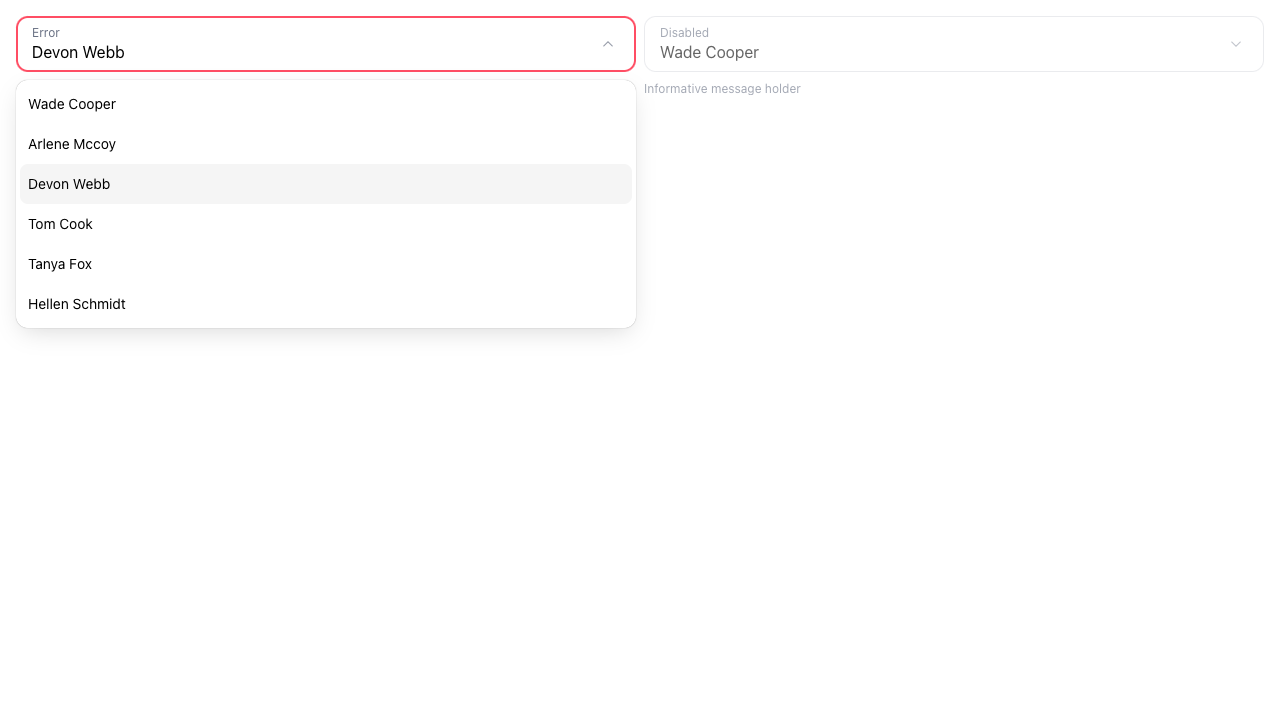 Error
Devon Webb
Wade Cooper
Arlene Mccoy
Devon Webb
Tom Cook
Tanya Fox
Hellen Schmidt
Disabled
Wade Cooper
Informative message holder